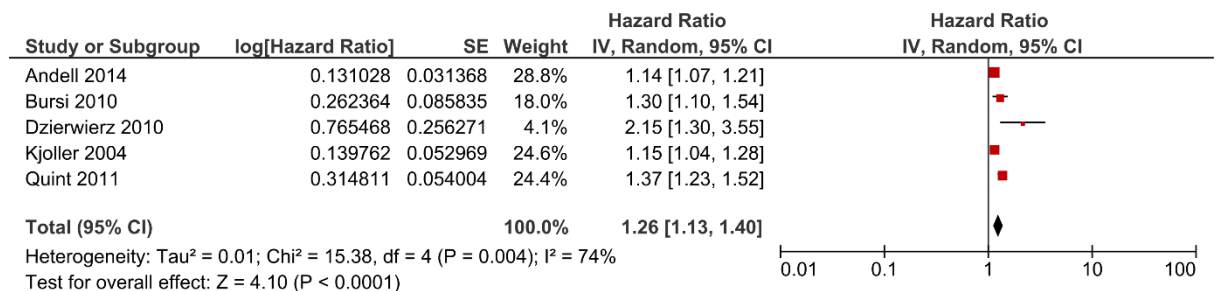 Hazard Ratio Hazard Ratio
Study or Subgroup log[Hazard Ratio] SE Weight IV, Random, 95% CI IV, Random, 95% CI
Andell 2014 0.131028 0.031368 28.8% 1.14 [1.07, 1.21]
Bursi 2010 0.262364 0.085835 18.0% 1.30 [1.10, 1.54]
Dzierwierz 2010 0.765468 0.256271 4.1% 2.15 [1.30, 3.55]
Kjoller 2004 0.139762 0.052969 24.6% 1.15 [1.04, 1.28]
Quint 2011 0.314811 0.054004 24.4% 1.37 [1.23, 1.52]
Total (95% CI) 100.0% 1.26 [1.13, 1.40]
Heterogeneity: Tau² = 0.01; Chi² = 15.38, df = 4 (P = 0.004); I² = 74%
Test for overall effect: Z = 4.10 (P < 0.0001)
0.01 0.1 1 10 100